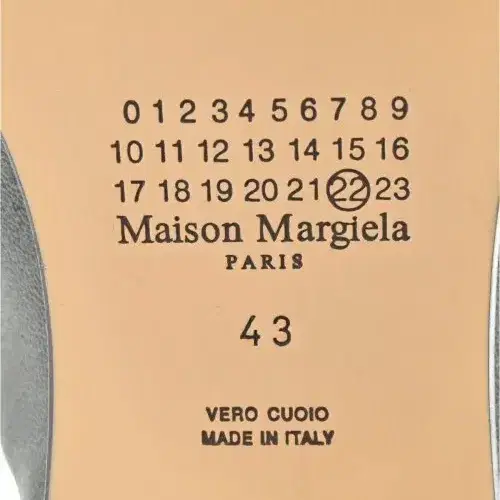 0 1 2 3 4 5 6 7 8 9
10 11 12 13 14 15 16
17 18 19 20 21 22 23
Maison Margiela
PARIS
43
VERO CUOIO
MADE IN ITALY